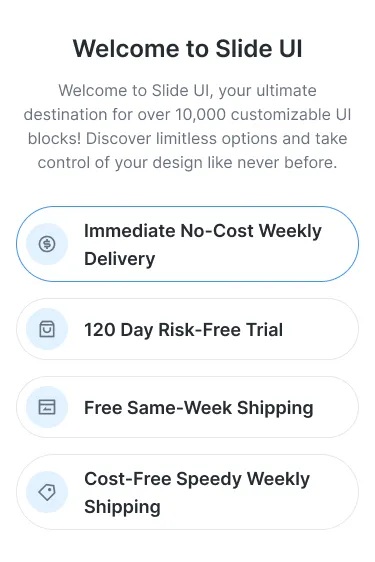 Welcome to Slide UI
Welcome to Slide UI, your ultimate
destination for over 10,000 customizable UI
blocks! Discover limitless options and take
control of your design like never before.
Immediate No-Cost Weekly
Delivery
120 Day Risk-Free Trial
Free Same-Week Shipping
Cost-Free Speedy Weekly
Shipping